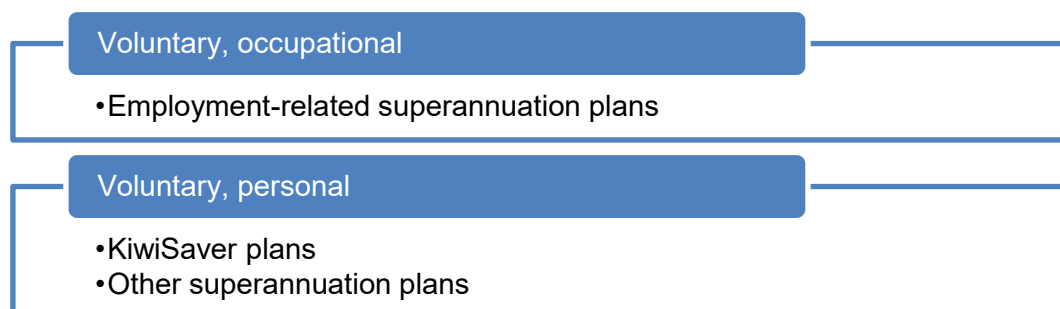 Voluntary, occupational
•Employment-related superannuation plans
Voluntary, personal
•KiwiSaver plans
•Other superannuation plans